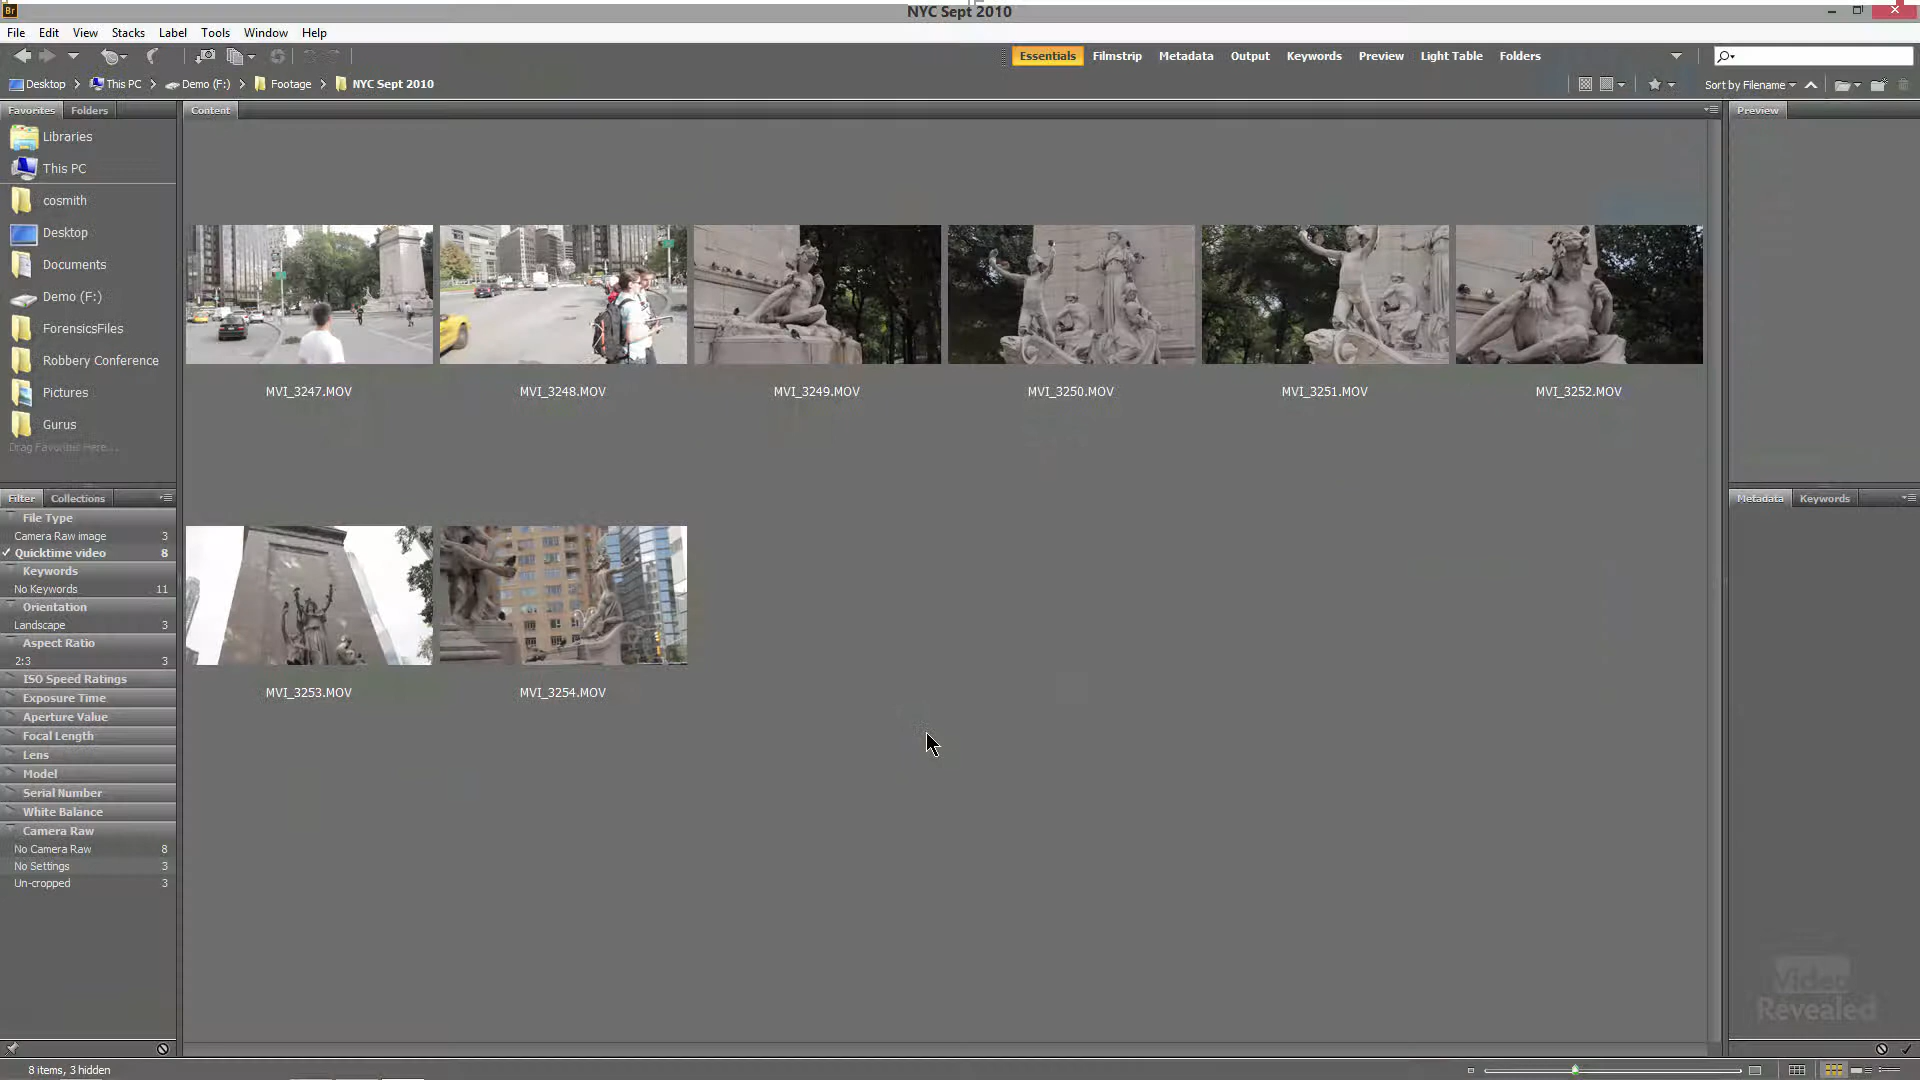 Br
NYC Sept 2010
File Edit View Stacks Label Tools Window Help
Essentials Filmstrip Metadata Output Keywords Preview Light Table Folders
Desktop This PC Demo (F:) Footage NYC Sept 2010
Sort by Filename
Favorites Folders
Content
Preview
Libraries
This PC
cosmith
Desktop
Documents
Demo (F:)
ForensicsFiles
Robbery Conference
Pictures
Gurus
Drag Favorites Here...
MVI_3247.MOV
MVI_3248.MOV
MVI_3249.MOV
MVI_3250.MOV
MVI_3251.MOV
MVI_3252.MOV
MVI_3253.MOV
MVI_3254.MOV
Filter Collections
File Type
Camera Raw image 3
Quicktime video 8
Keywords
No Keywords 11
Orientation
Landscape 3
Aspect Ratio
2:3 3
ISO Speed Ratings
Exposure Time
Aperture Value
Focal Length
Lens
Model
Serial Number
White Balance
Camera Raw
No Camera Raw 8
No Settings 3
Un-cropped 3
Metadata Keywords
Video
Revealed
8 items, 3 hidden